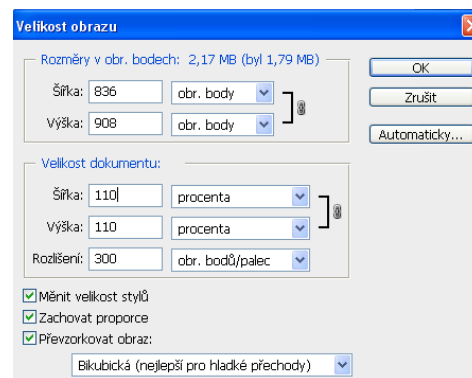 Velikost obrazu
Rozměry v obr. bodech: 2,17 MB (byl 1,79 MB)
OK
Šířka: 836 obr. body
Zrušit
Výška: 908 obr. body
Automaticky...
Velikost dokumentu:
Šířka: 110 procenta
Výška: 110 procenta
Rozlišení: 300 obr. bodů/palec
Měnit velikost stylů
Zachovat proporce
Převzorkovat obraz:
Bikubická (nejlepší pro hladké přechody)